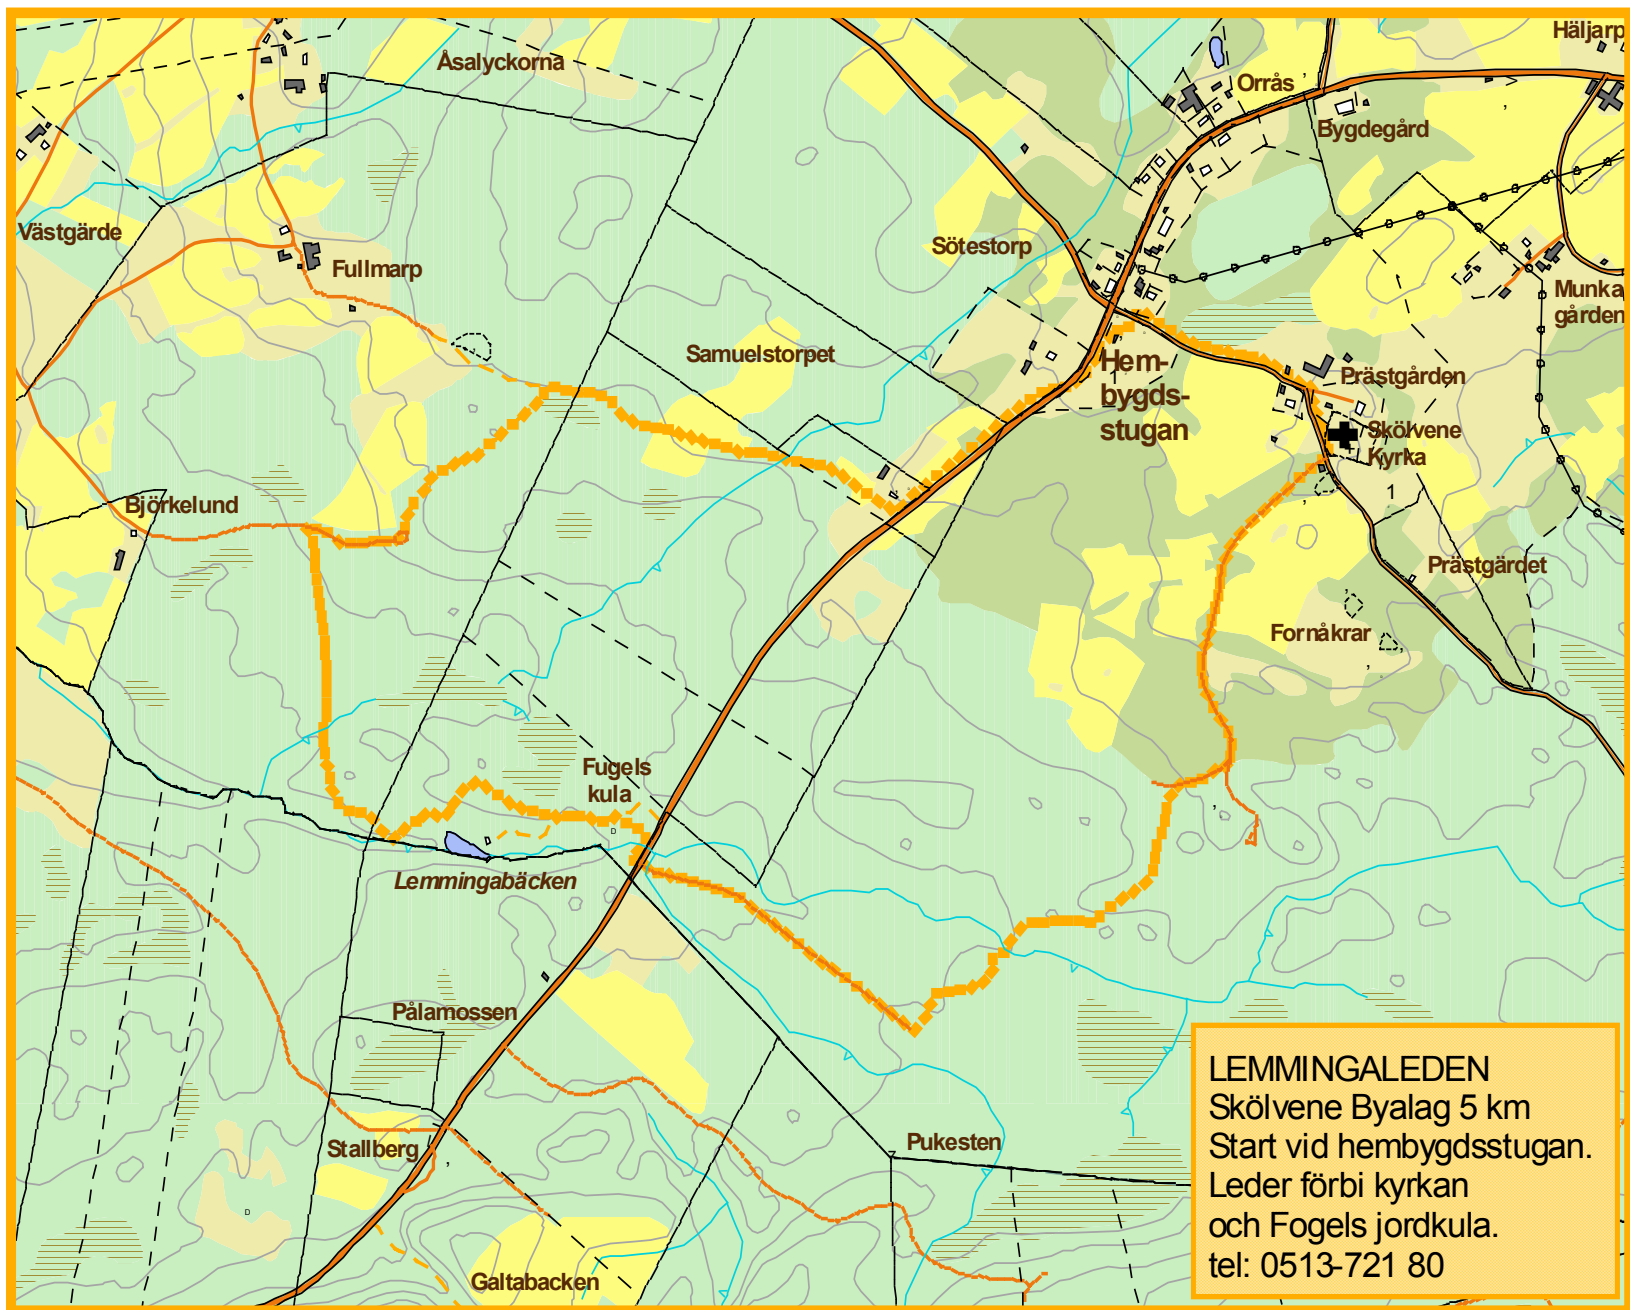 Häljarp
Åsalyckorna
Orrås
Bygdegård
Västgärde
Sötestorp
Fullmarp
Munka
gården
Samuelstorpet
Hem-
bygds-
stugan
Prästgården
Skölvene
Kyrka
1
Björkelund
Prästgärdet
Fornåkrar
Fugels
kula
D
Lemmingabäcken
Pålamossen
Stallberg
Pukesten
D
Galtabacken
LEMMINGALEDEN
Skölvene Byalag 5 km
Start vid hembygdsstugan.
Leder förbi kyrkan
och Fogels jordkula.
tel: 0513-721 80